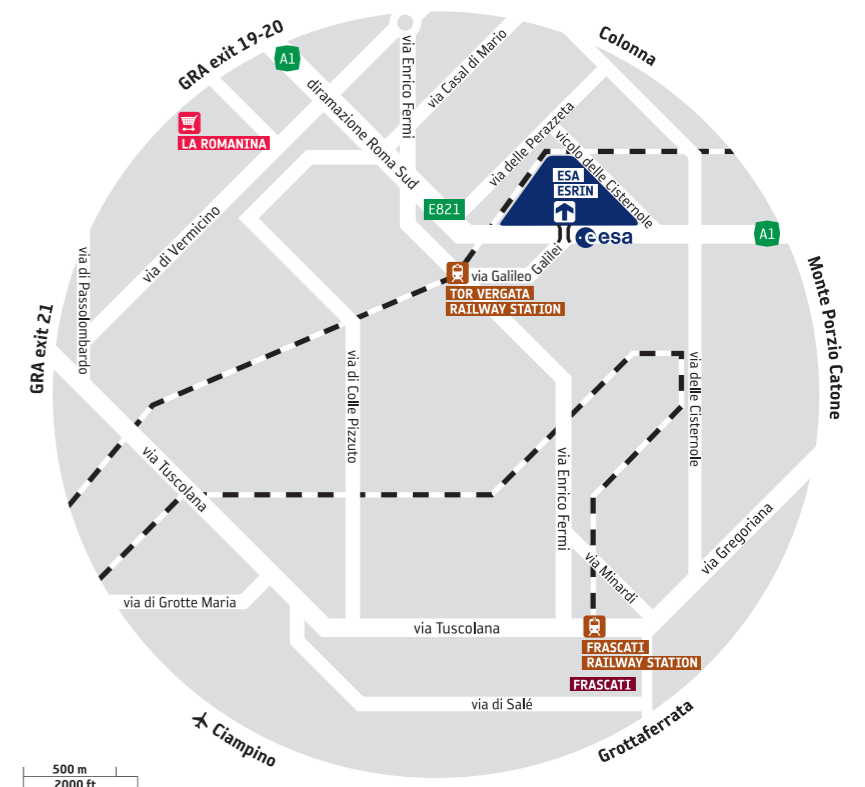 GRA exit 19-20
A1
Colonna
via Enrico Fermi
via Casal di Mario
diramazione Roma Sud
LA ROMANINA
via delle Perazzeta
vicolo delle Cisternole
ESA
ESRIN
E821
esa
A1
via di Vermicino
via di Passolombardo
via Galileo Galilei
TOR VERGATA
RAILWAY STATION
Monte Porzio Catone
GRA exit 21
via di Colle Pizzuto
via delle Cisternole
via Tuscolana
via Enrico Fermi
via Gregoriana
via Minardi
via di Grotte Maria
via Tuscolana
FRASCATI
RAILWAY STATION
FRASCATI
via di Salé
Ciampino
Grottaferrata
500 m
2000 ft